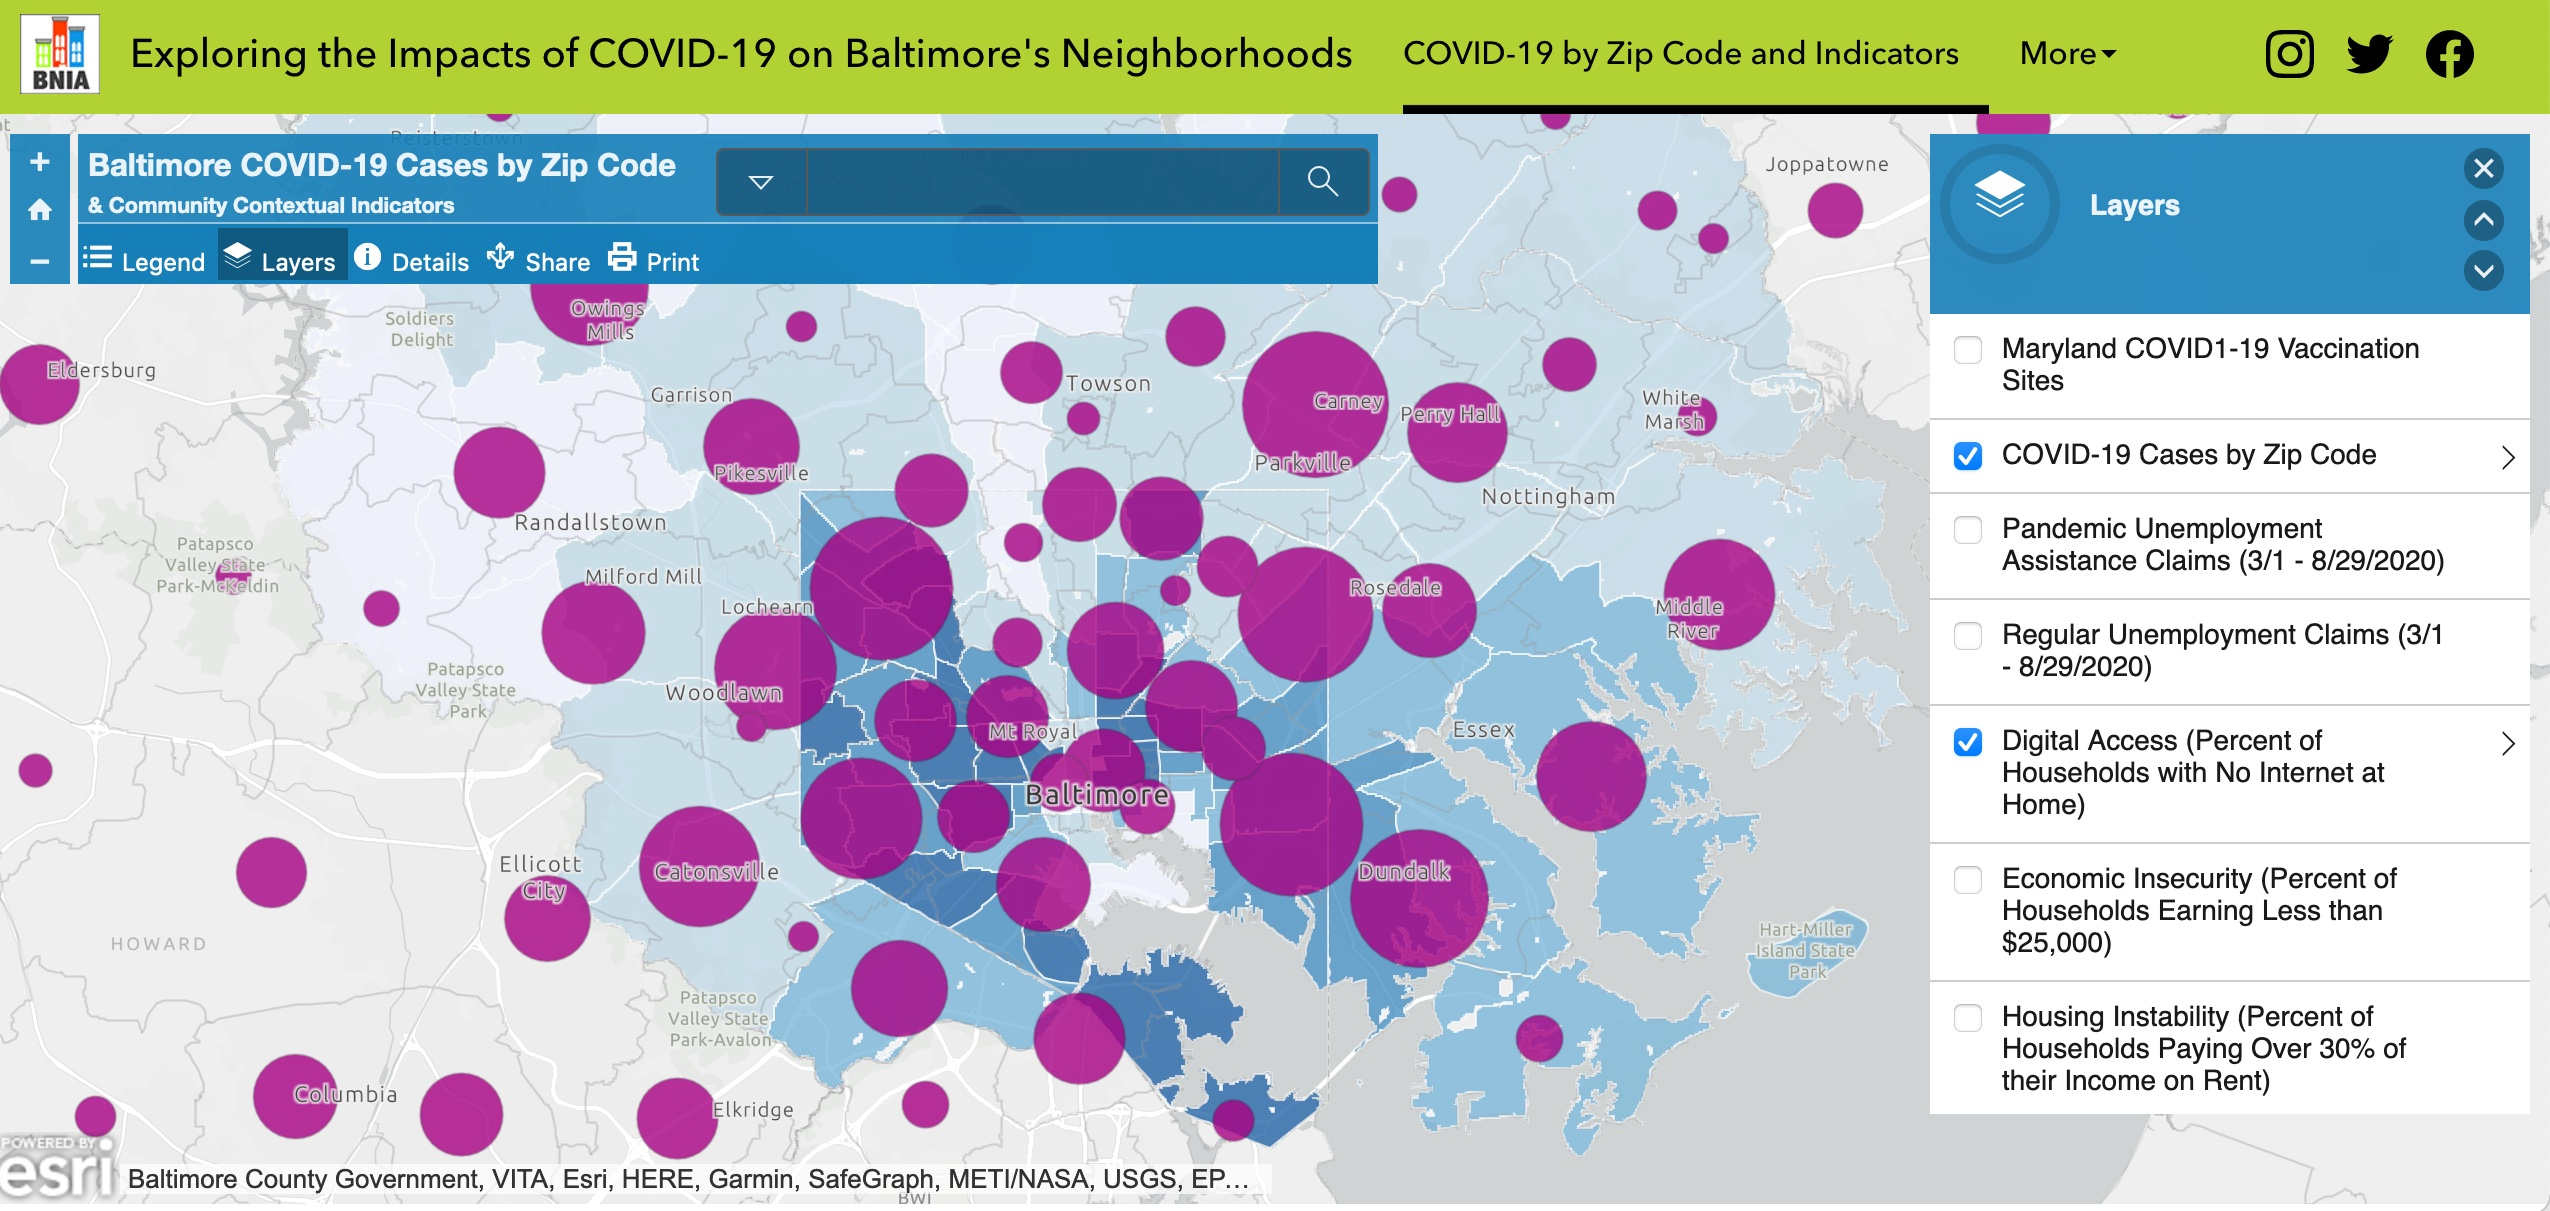 BNIA
Exploring the Impacts of COVID-19 on Baltimore's Neighborhoods
COVID-19 by Zip Code and Indicators
More
Reisterstown
Baltimore COVID-19 Cases by Zip Code
& Community Contextual Indicators
Legend
Layers
Details
Share
Print
Joppatowne
Layers
Maryland COVID1-19 Vaccination
Sites
COVID-19 Cases by Zip Code
Pandemic Unemployment
Assistance Claims (3/1 - 8/29/2020)
Regular Unemployment Claims (3/1
- 8/29/2020)
Digital Access (Percent of
Households with No Internet at
Home)
Economic Insecurity (Percent of
Households Earning Less than
$25,000)
Housing Instability (Percent of
Households Paying Over 30% of
their Income on Rent)
Owings
Mills
Soldiers
Delight
Eldersburg
Garrison
Towson
Carney
Perry Hall
White
Marsh
Pikesville
Parkville
Nottingham
Randallstown
Patapsco
Valley State
Park-McKeldin
Milford Mill
Lochearn
Rosedale
Middle
River
Patapsco
Valley State
Park
Woodlawn
Mt Royal
Essex
Baltimore
Ellicott
City
Catonsville
Dundalk
HOWARD
Hart-Miller
Island State
Park
Patapsco
Valley State
Park-Avalon
Columbia
Elkridge
POWERED BY
esri
Baltimore County Government, VITA, Esri, HERE, Garmin, SafeGraph, METI/NASA, USGS, EP...
BWI